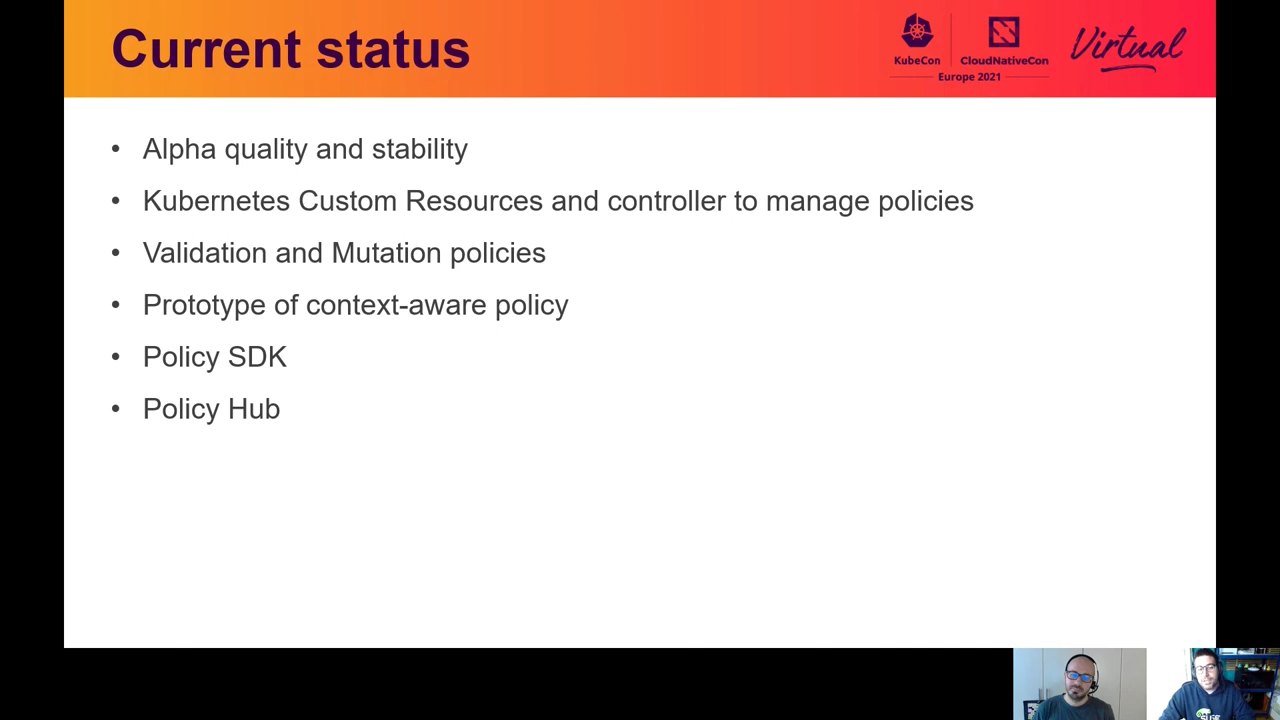 Current status
KubeCon
CloudNativeCon
Europe 2021
Virtual
• Alpha quality and stability
• Kubernetes Custom Resources and controller to manage policies
• Validation and Mutation policies
• Prototype of context-aware policy
• Policy SDK
• Policy Hub